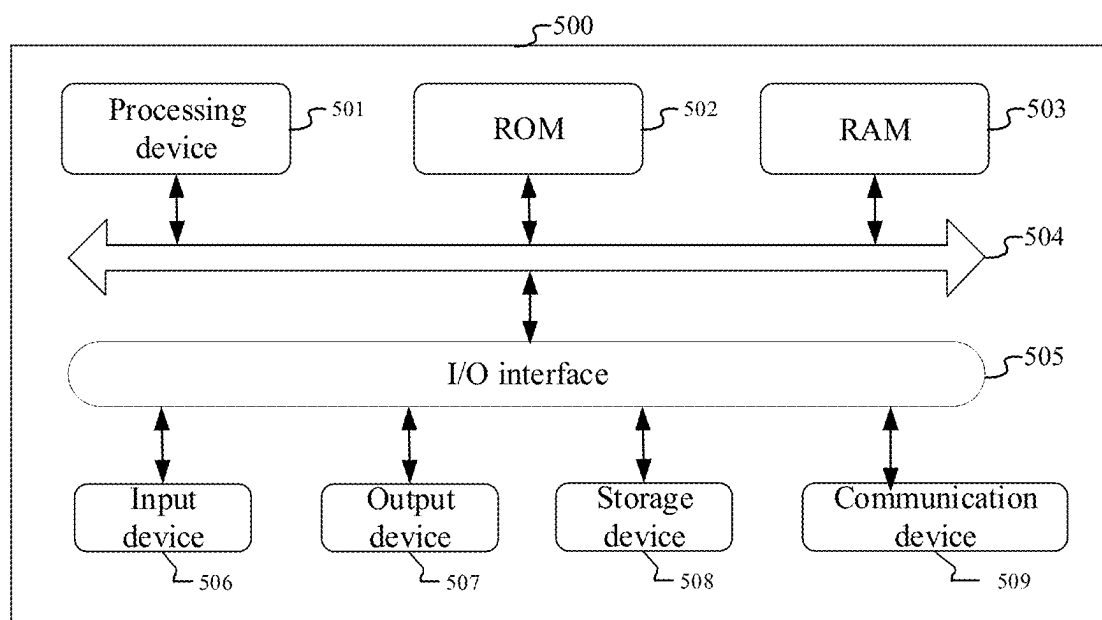 500
Processing
device
501
ROM
502
RAM
503
504
I/O interface
505
Input
device
506
Output
device
507
Storage
device
508
Communication
device
509